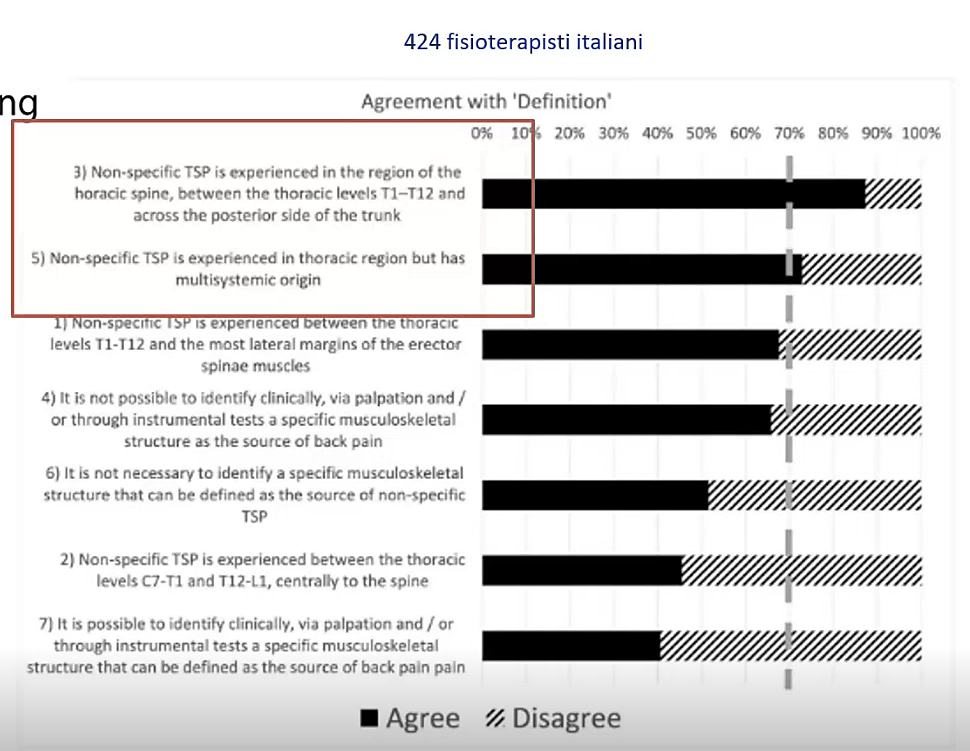 424 fisioterapisti italiani
ng
Agreement with 'Definition'
0% 10% 20% 30% 40% 50% 60% 70% 80% 90% 100%
3) Non-specific TSP is experienced in the region of the
horacic spine, between the thoracic levels T1–T12 and
across the posterior side of the trunk
5) Non-specific TSP is experienced in thoracic region but has
multisystemic origin
1) Non-specific TSP is experienced between the thoracic
levels T1-T12 and the most lateral margins of the erector
spinae muscles
4) It is not possible to identify clinically, via palpation and /
or through instrumental tests a specific musculoskeletal
structure as the source of back pain
6) It is not necessary to identify a specific musculoskeletal
structure that can be defined as the source of non-specific
TSP
2) Non-specific TSP is experienced between the thoracic
levels C7-T1 and T12-L1, centrally to the spine
7) It is possible to identify clinically, via palpation and / or
through instrumental tests a specific musculoskeletal
structure that can be defined as the source of back pain pain
Agree Disagree